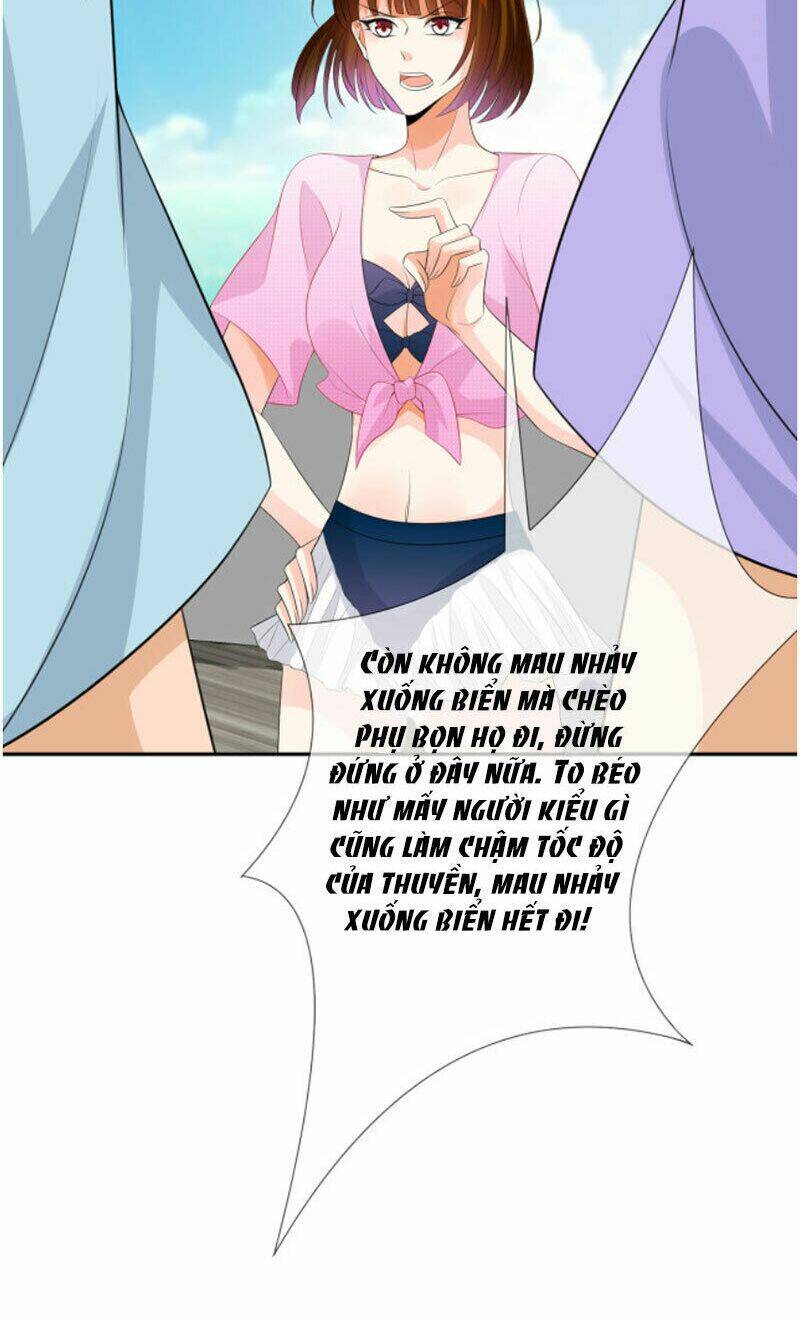 CÒN KHÔNG MAU NHẢY
XUỐNG BIỂN MÀ CHÈO
PHỤ BỌN HỌ ĐI, ĐỪNG
ĐỨNG Ở ĐÂY NỮA. TO BÉO
NHƯ MẤY NGƯỜI KIỂU GÌ
CŨNG LÀM CHẬM TỐC ĐỘ
CỦA THUYỀN, MAU NHẢY
XUỐNG BIỂN HẾT ĐI!